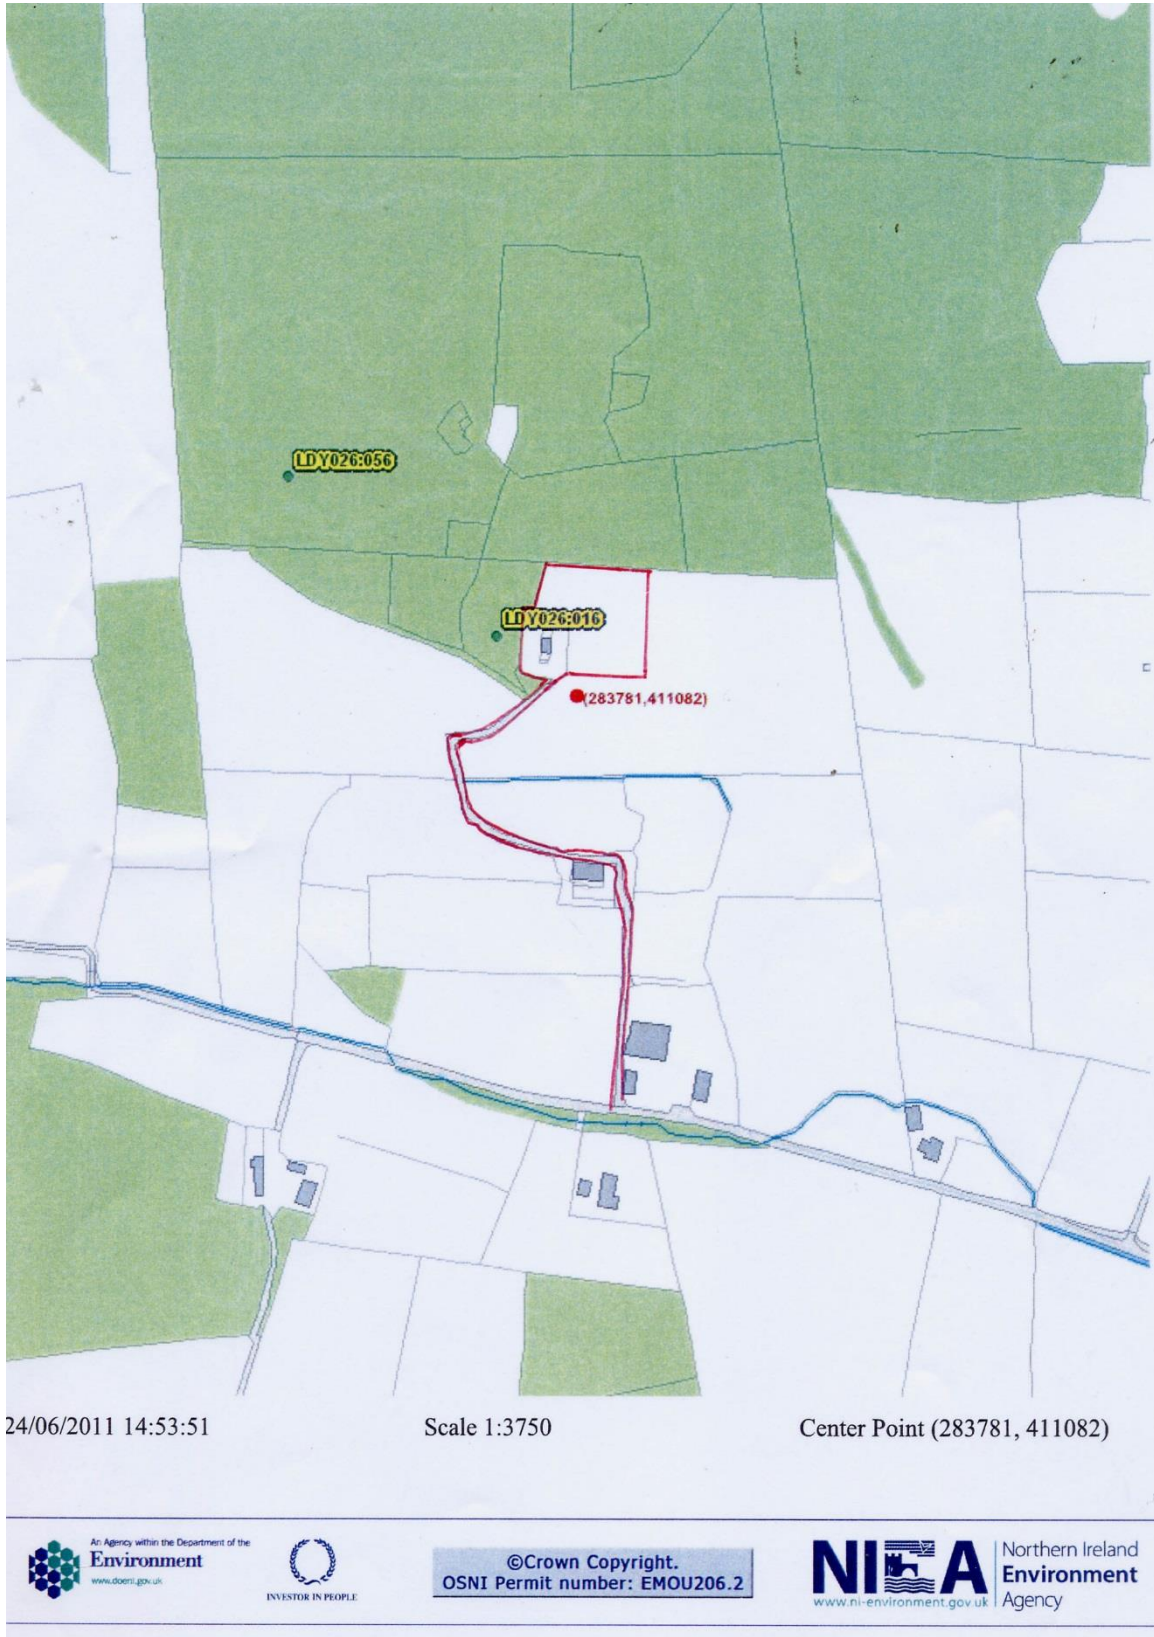 LDY026:056
LDY026:016
(283781,411082)
24/06/2011 14:53:51
Scale 1:3750
Center Point (283781, 411082)
An Agency within the Department of the
Environment
www.doeni.gov.uk
INVESTOR IN PEOPLE
©Crown Copyright.
OSNI Permit number: EMOU206.2
NIEA
www.ni-environment.gov.uk
Northern Ireland
Environment
Agency